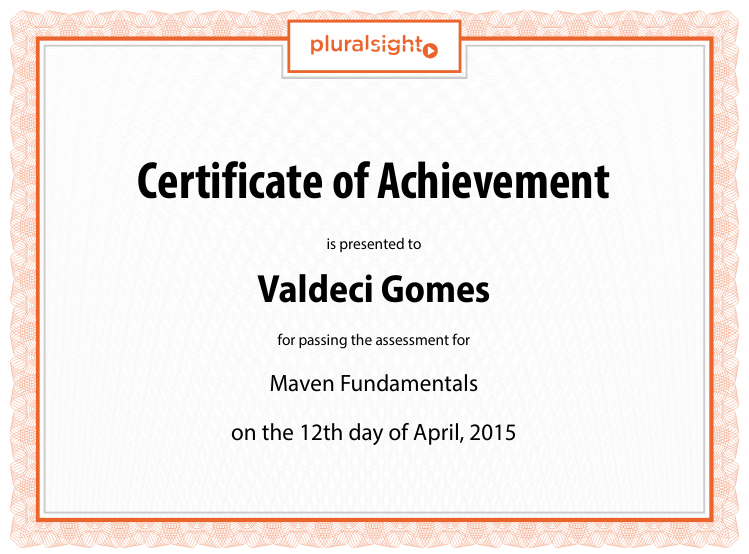 pluralsight
Certificate of Achievement
is presented to
Valdeci Gomes
for passing the assessment for
Maven Fundamentals
on the 12th day of April, 2015